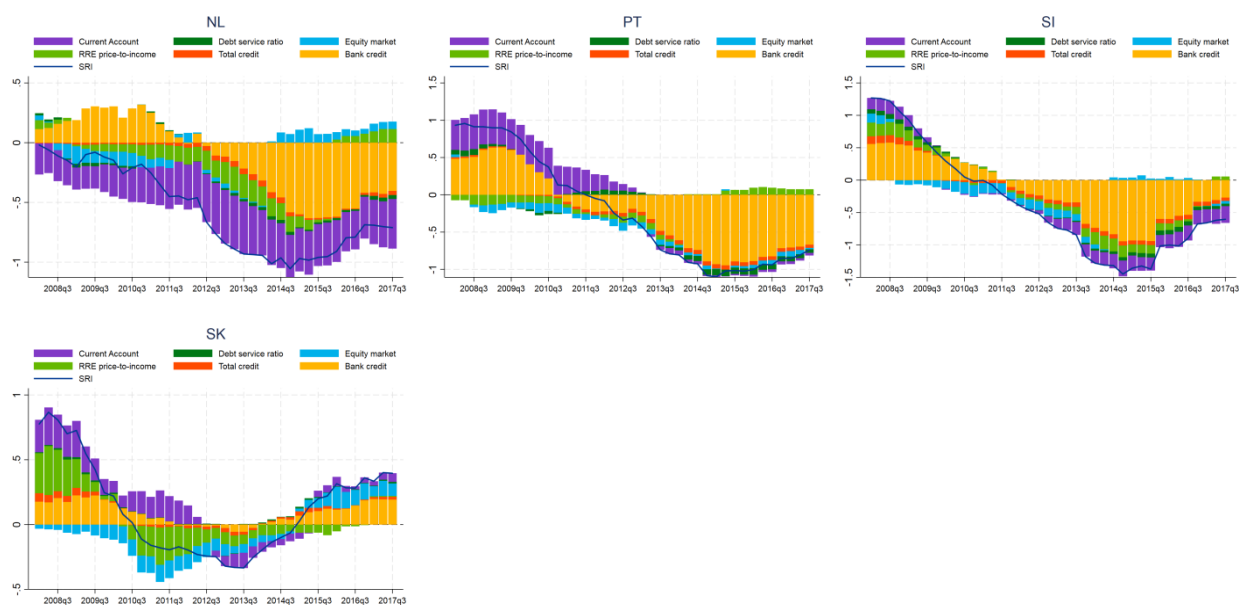 NL
Current Account Debt service ratio Equity market
RRE price-to-income Total credit Bank credit
SRI
.5
0
-.5
-1
2008q3 2009q3 2010q3 2011q3 2012q3 2013q3 2014q3 2015q3 2016q3 2017q3
PT
Current Account Debt service ratio Equity market
RRE price-to-income Total credit Bank credit
SRI
1.5
1
.5
0
-.5
-1
2008q3 2009q3 2010q3 2011q3 2012q3 2013q3 2014q3 2015q3 2016q3 2017q3
SI
Current Account Debt service ratio Equity market
RRE price-to-income Total credit Bank credit
SRI
1.5
1
.5
0
-.5
-1
-1.5
2008q3 2009q3 2010q3 2011q3 2012q3 2013q3 2014q3 2015q3 2016q3 2017q3
SK
Current Account Debt service ratio Equity market
RRE price-to-income Total credit Bank credit
SRI
1
.5
0
-.5
2008q3 2009q3 2010q3 2011q3 2012q3 2013q3 2014q3 2015q3 2016q3 2017q3